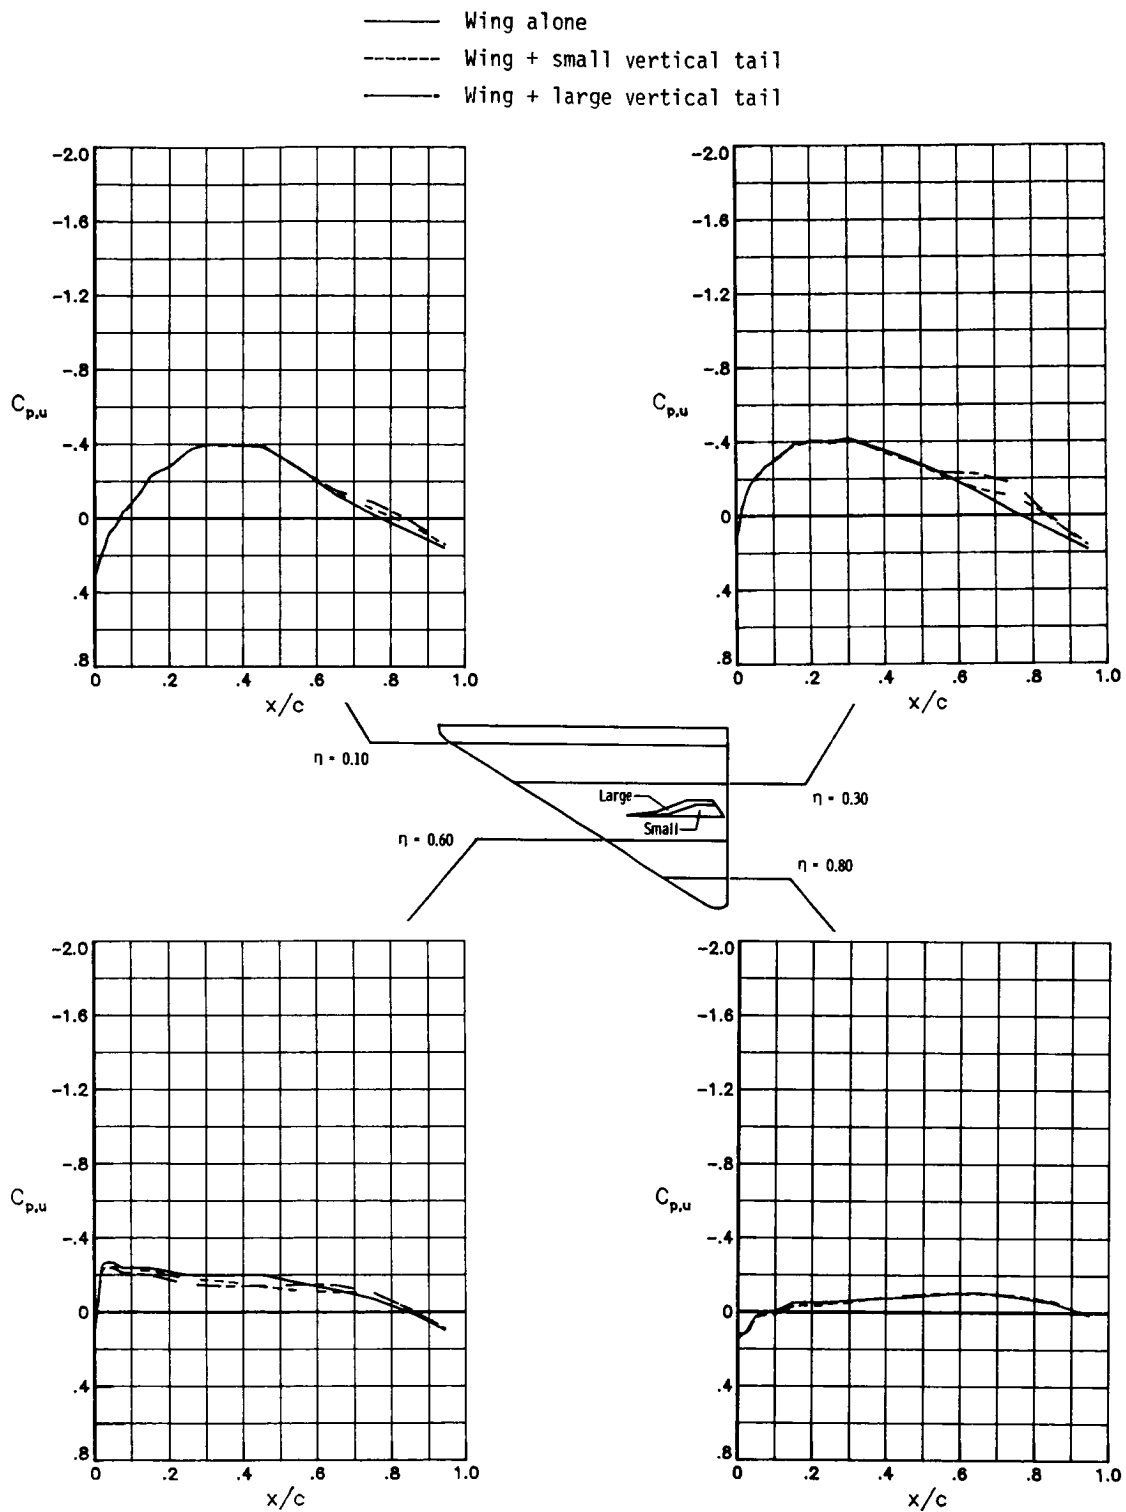 Wing alone
Wing + small vertical tail
Wing + large vertical tail
-2.0
-1.6
-1.2
-.8
C p,u
-.4
0
.4
.8
0 .2 .4 .6 .8 1.0
x/c
-2.0
-1.6
-1.2
-.8
C p,u
-.4
0
.4
.8
0 .2 .4 .6 .8 1.0
x/c
η - 0.10
η - 0.30
Large
Small
η - 0.60
η - 0.80
-2.0
-1.6
-1.2
-.8
C p,u
-.4
0
.4
.8
0 .2 .4 .6 .8 1.0
x/c
-2.0
-1.6
-1.2
-.8
C p,u
-.4
0
.4
.8
0 .2 .4 .6 .8 1.0
x/c